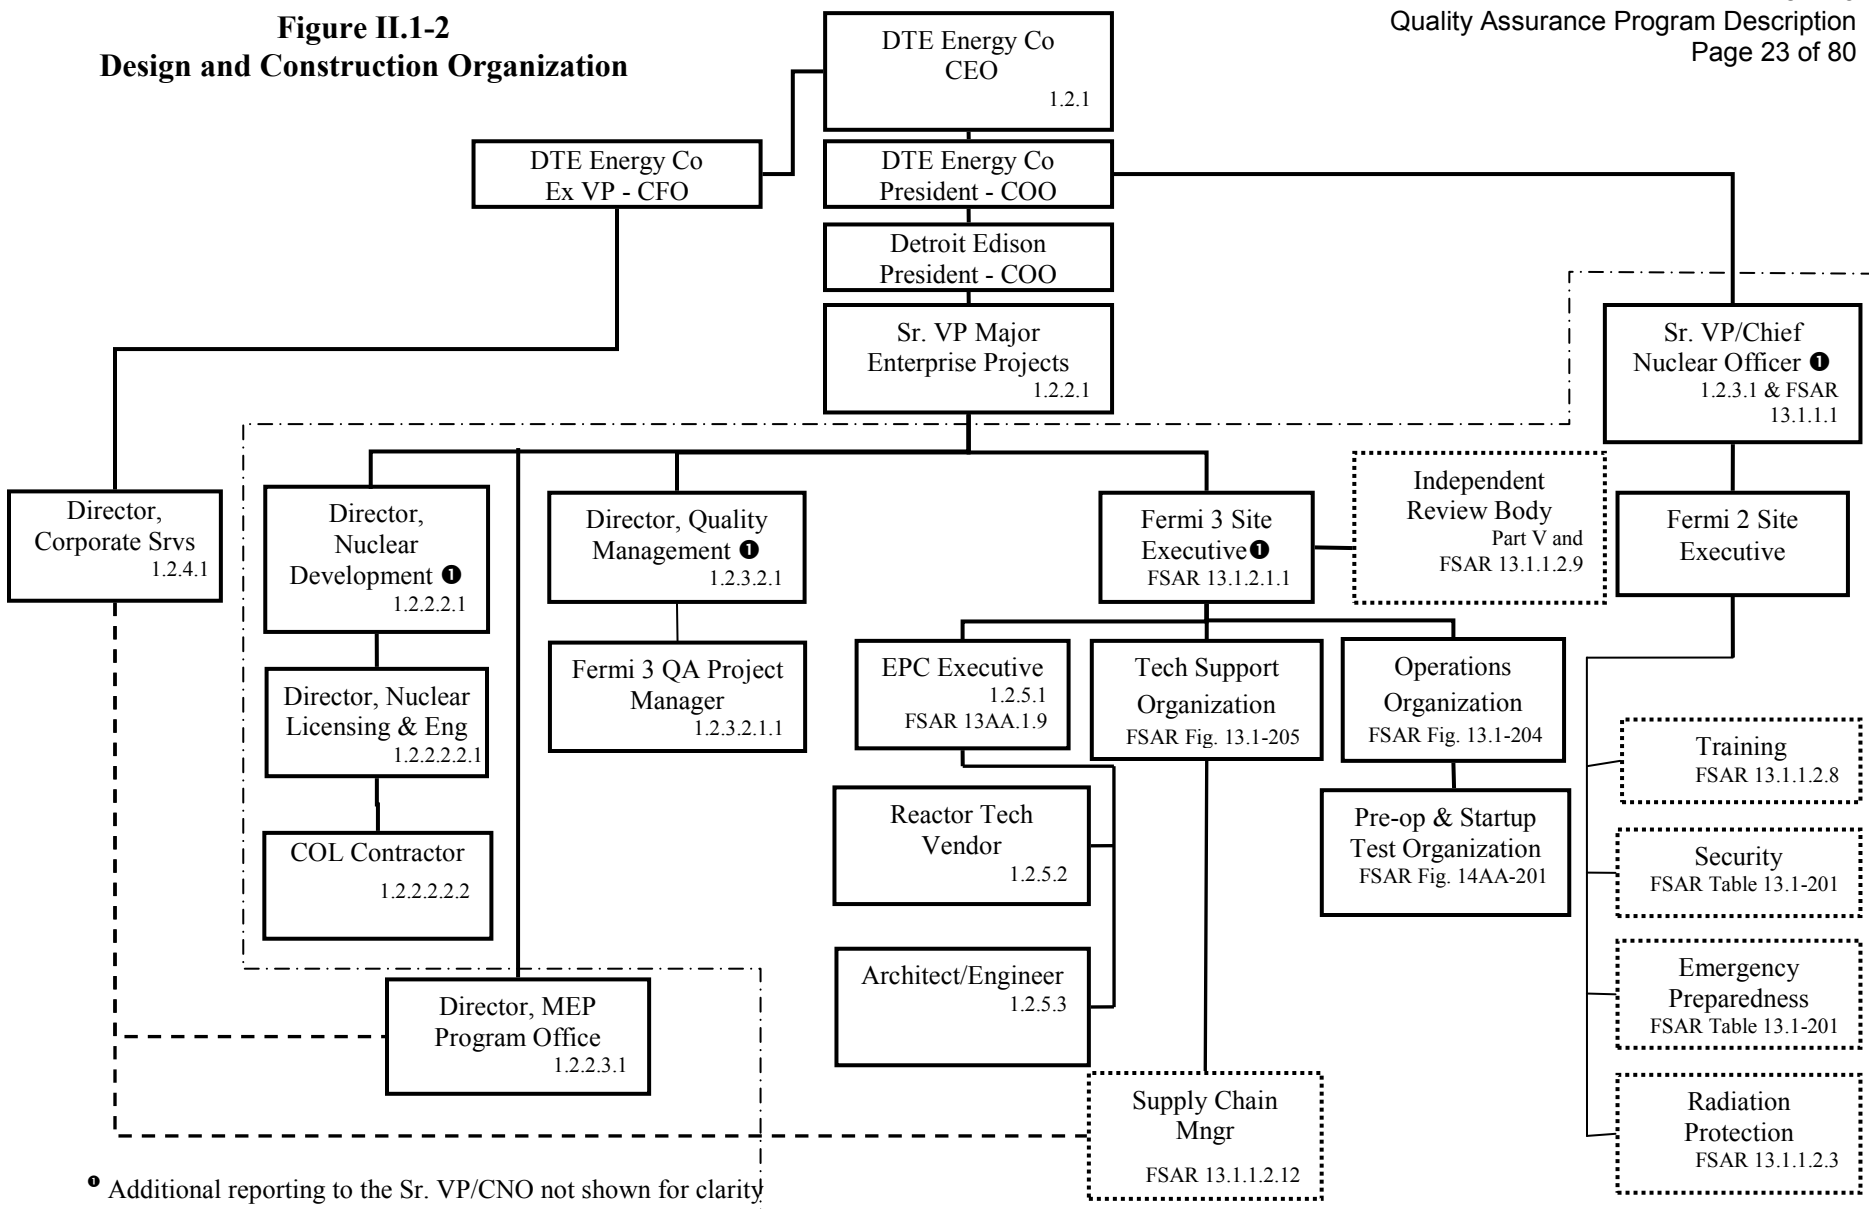 Figure II.1-2
Design and Construction Organization
Quality Assurance Program Description
Page 23 of 80
DTE Energy Co
CEO
1.2.1
DTE Energy Co
Ex VP - CFO
DTE Energy Co
President - COO
Detroit Edison
President - COO
Sr. VP Major
Enterprise Projects
1.2.2.1
Sr. VP/Chief
Nuclear Officer ❶
1.2.3.1 & FSAR
13.1.1.1
Director,
Corporate Srvs
1.2.4.1
Director,
Nuclear
Development ❶
1.2.2.2.1
Director, Quality
Management ❶
1.2.3.2.1
Fermi 3 Site
Executive❶
FSAR 13.1.2.1.1
Independent
Review Body
Part V and
FSAR 13.1.1.2.9
Fermi 2 Site
Executive
Director, Nuclear
Licensing & Eng
1.2.2.2.2.1
Fermi 3 QA Project
Manager
1.2.3.2.1.1
EPC Executive
1.2.5.1
FSAR 13AA.1.9
Tech Support
Organization
FSAR Fig. 13.1-205
Operations
Organization
FSAR Fig. 13.1-204
Training
FSAR 13.1.1.2.8
COL Contractor
1.2.2.2.2.2
Reactor Tech
Vendor
1.2.5.2
Pre-op & Startup
Test Organization
FSAR Fig. 14AA-201
Security
FSAR Table 13.1-201
Architect/Engineer
1.2.5.3
Emergency
Preparedness
FSAR Table 13.1-201
Director, MEP
Program Office
1.2.2.3.1
Supply Chain
Mngr
FSAR 13.1.1.2.12
Radiation
Protection
FSAR 13.1.1.2.3
❶ Additional reporting to the Sr. VP/CNO not shown for clarity